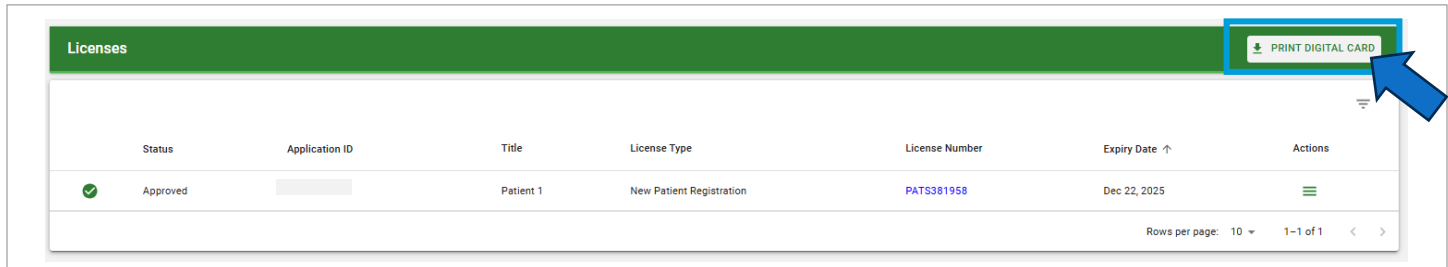 Licenses
PRINT DIGITAL CARD
Status Application ID Title License Type License Number Expiry Date ↑ Actions
Approved Patient 1 New Patient Registration PATS381958 Dec 22, 2025
Rows per page: 10 1–1 of 1